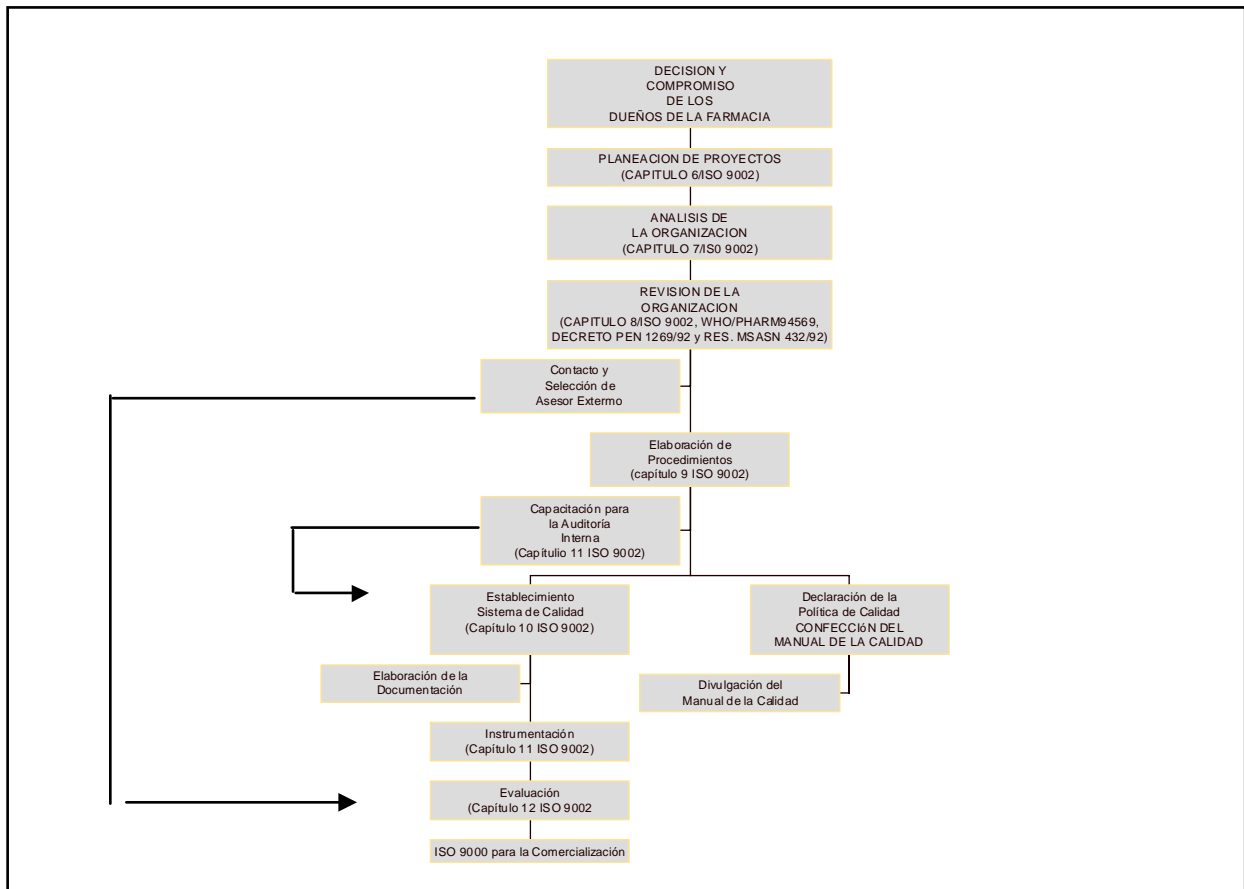 DECISION Y
COMPROMISO
DE LOS
DUEÑOS DE LA FARMACIA
PLANEACION DE PROYECTOS
(CAPITULO 6/ISO 9002)
ANALISIS DE
LA ORGANIZACION
(CAPITULO 7/IS0 9002)
REVISION DE LA
ORGANIZACION
(CAPITULO 8/ISO 9002, WHO/PHARM94569,
DECRETO PEN 1269/92 y RES. MSASN 432/92)
Contacto y
Selección de
Asesor Extermo
Elaboración de
Procedimientos
(capítulo 9 ISO 9002)
Capacitación para
la Auditoría
Interna
(Capítulio 11 ISO 9002)
Establecimiento
Sistema de Calidad
(Capítulo 10 ISO 9002)
Declaración de la
Política de Calidad
CONFECCIóN DEL
MANUAL DE LA CALIDAD
Elaboración de la
Documentación
Divulgación del
Manual de la Calidad
Instrumentación
(Capítulo 11 ISO 9002)
Evaluación
(Capítulo 12 ISO 9002
ISO 9000 para la Comercialización